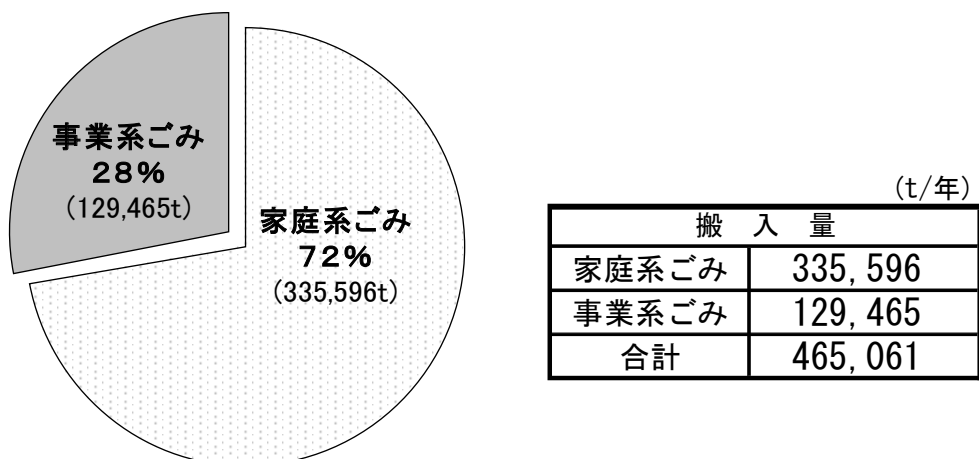 事業系ごみ
28%
(129,465t)
家庭系ごみ
72%
(335,596t)
(t/年)
搬 入 量
家庭系ごみ 335,596
事業系ごみ 129,465
合計 465,061